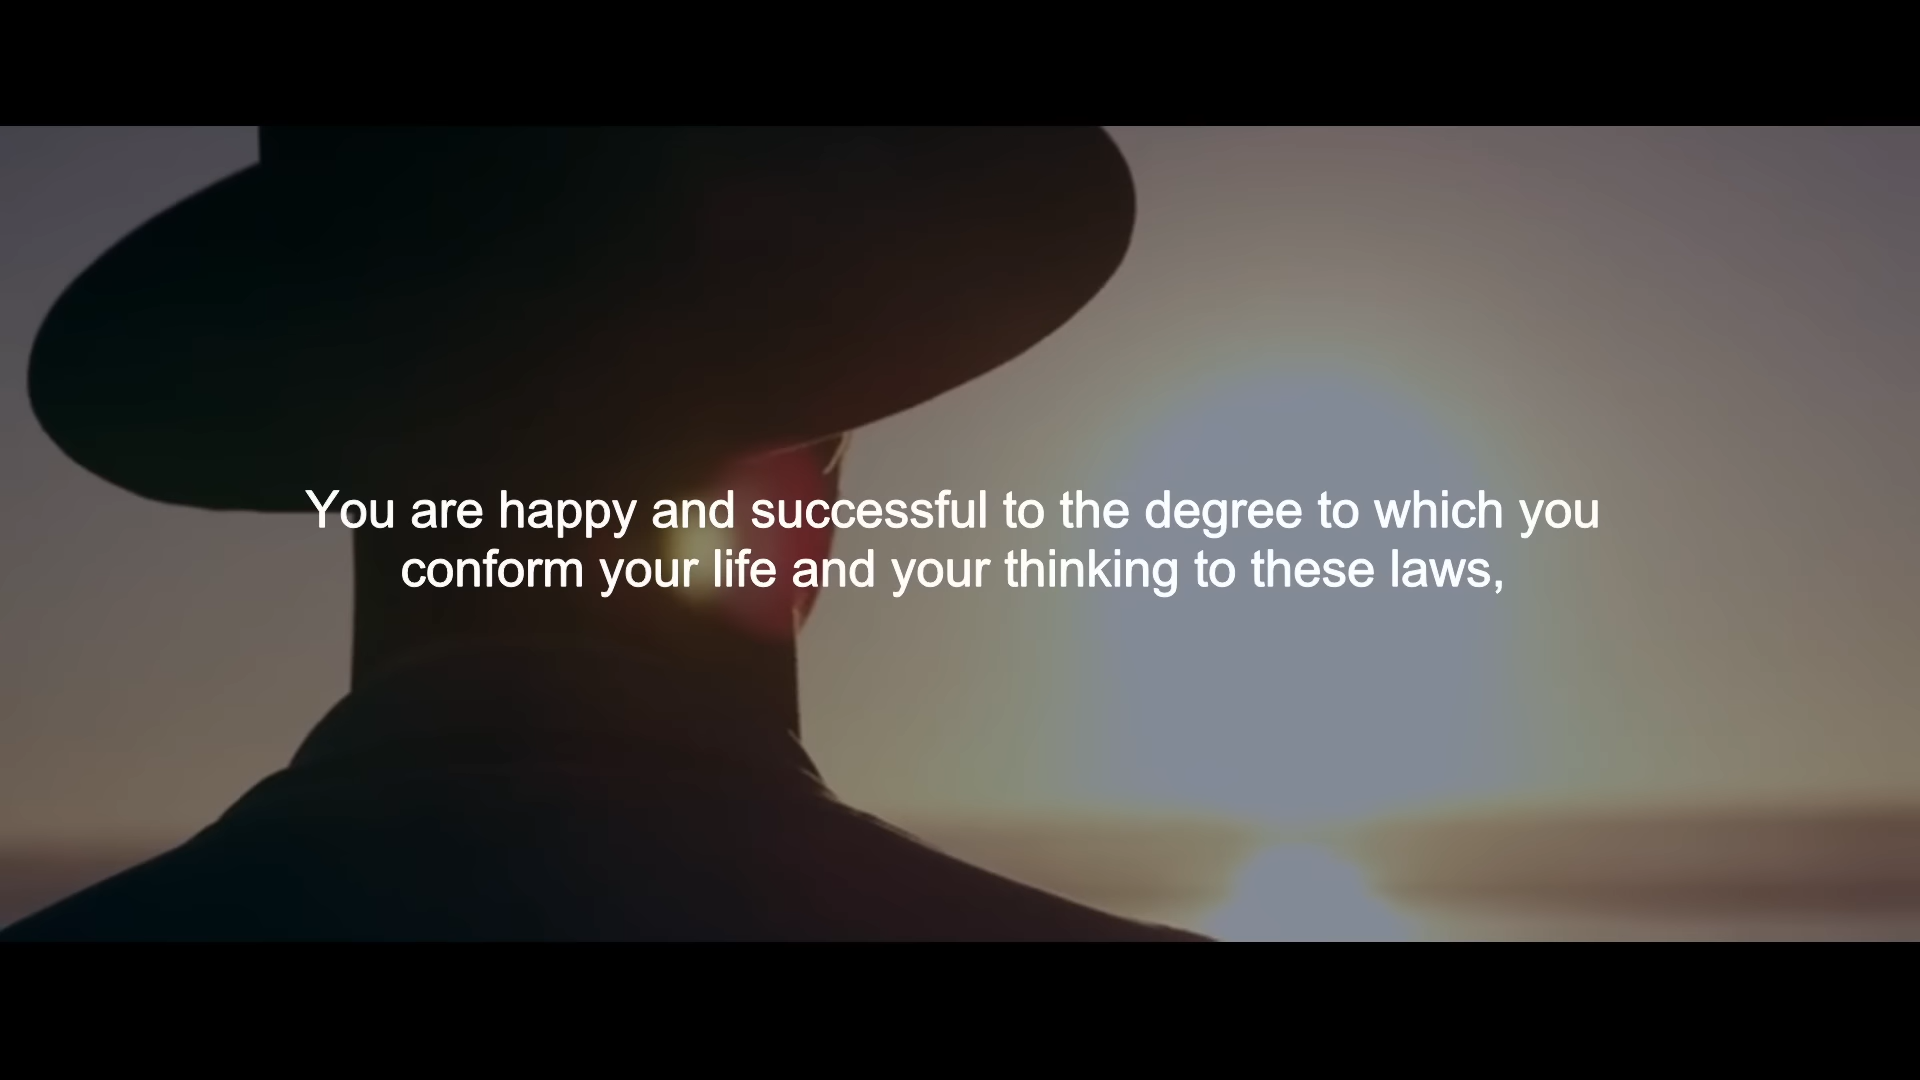 You are happy and successful to the degree to which you
conform your life and your thinking to these laws,